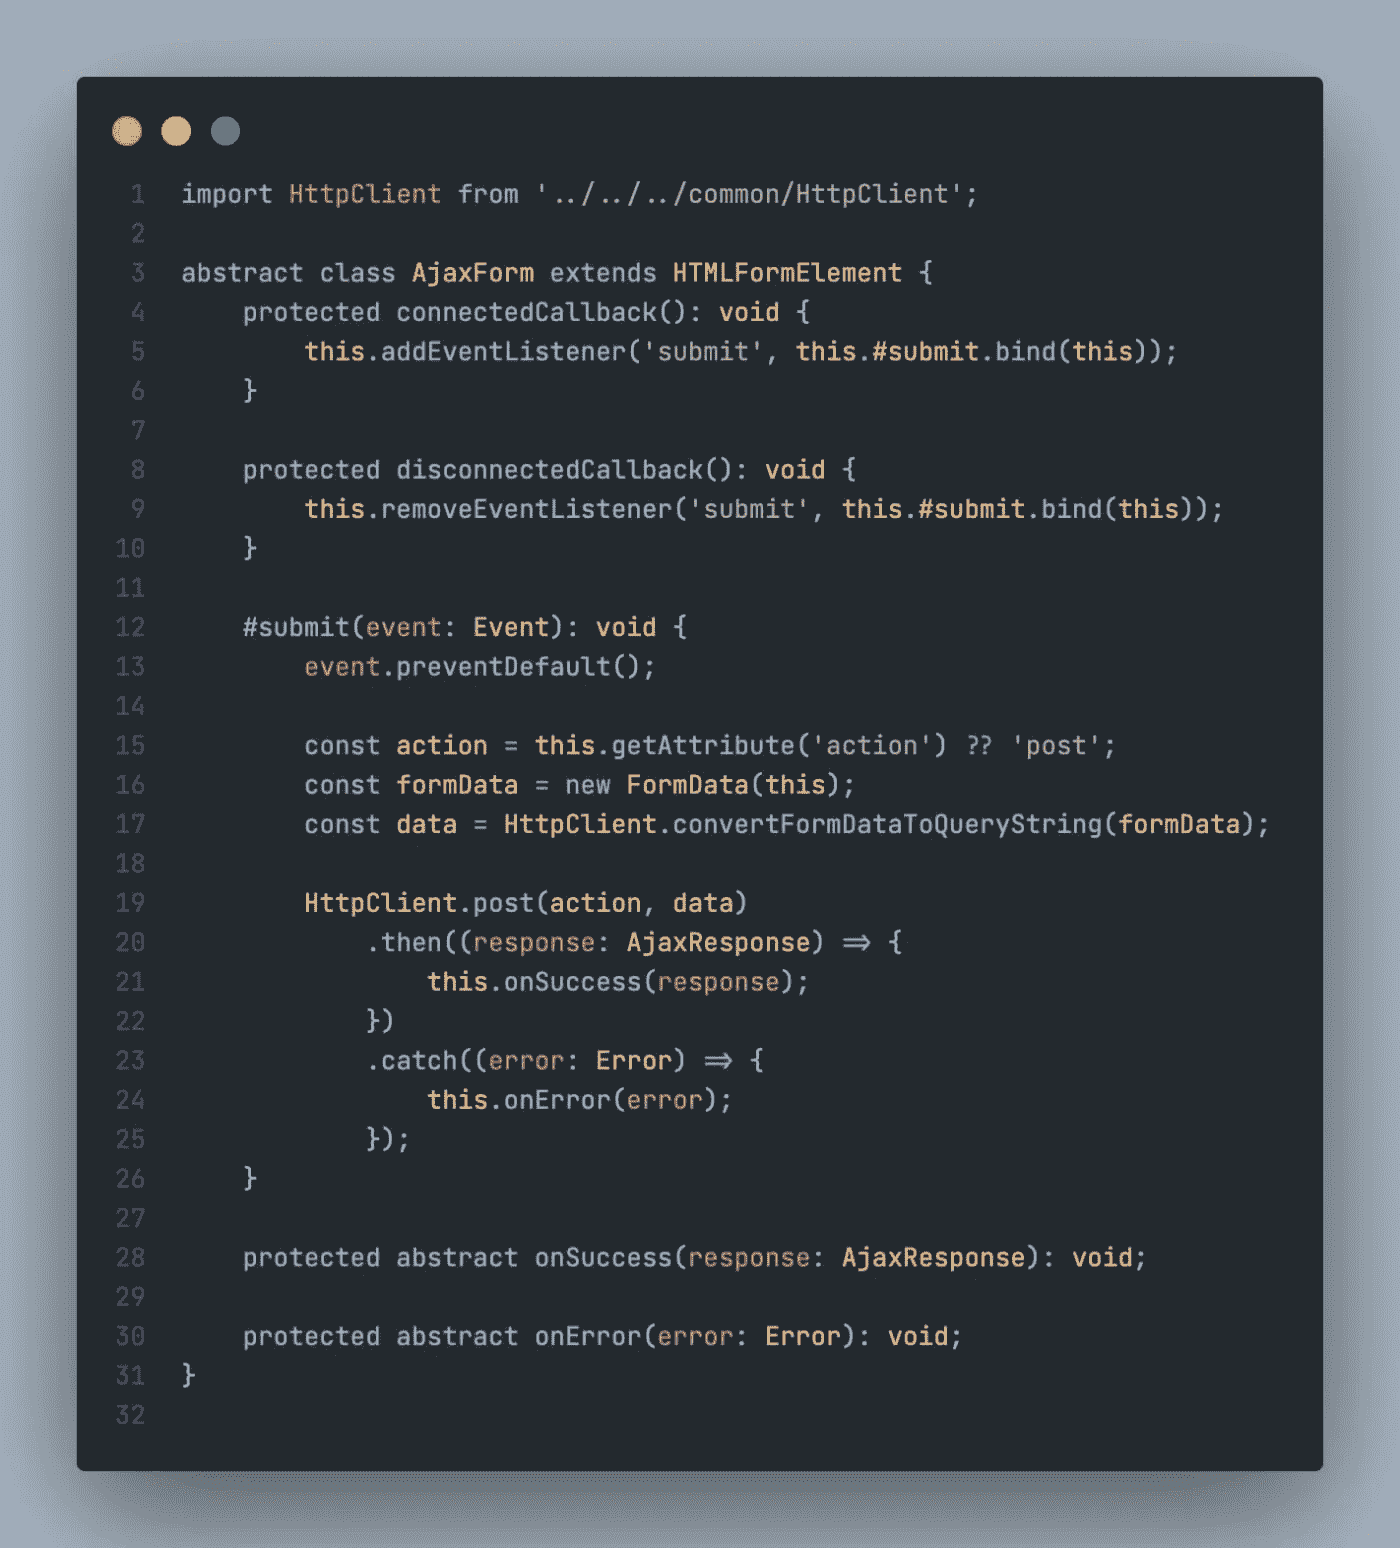 1 import HttpClient from '../../../common/HttpClient';
2
3 abstract class AjaxForm extends HTMLFormElement {
4     protected connectedCallback(): void {
5         this.addEventListener('submit', this.#submit.bind(this));
6     }
7
8     protected disconnectedCallback(): void {
9         this.removeEventListener('submit', this.#submit.bind(this));
10     }
11
12     #submit(event: Event): void {
13         event.preventDefault();
14
15         const action = this.getAttribute('action') ?? 'post';
16         const formData = new FormData(this);
17         const data = HttpClient.convertFormDataToQueryString(formData);
18
19         HttpClient.post(action, data)
20             .then((response: AjaxResponse) => {
21                 this.onSuccess(response);
22             })
23             .catch((error: Error) => {
24                 this.onError(error);
25             });
26     }
27
28     protected abstract onSuccess(response: AjaxResponse): void;
29
30     protected abstract onError(error: Error): void;
31 }
32